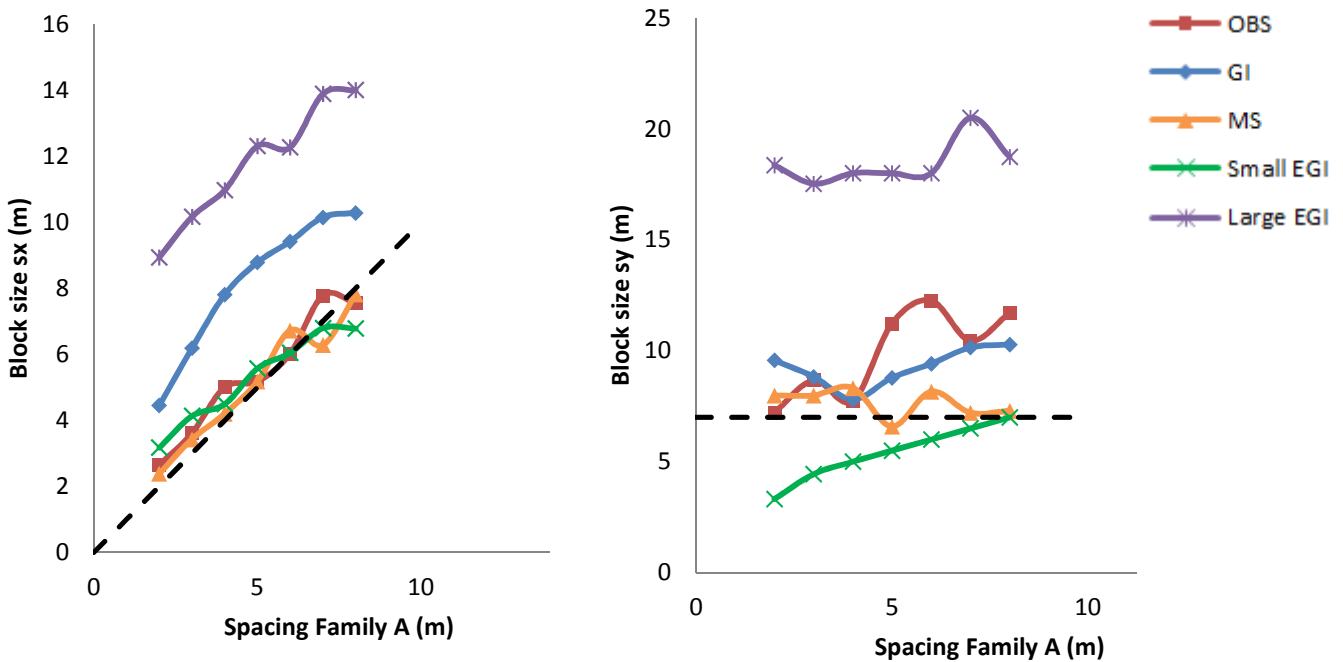 16
14
12
10
8
6
4
2
0
Block size sx (m)
0
5
10
Spacing Family A (m)
25
20
15
10
5
0
Block size sy (m)
0
5
10
Spacing Family A (m)
OBS
GI
MS
Small EGI
Large EGI